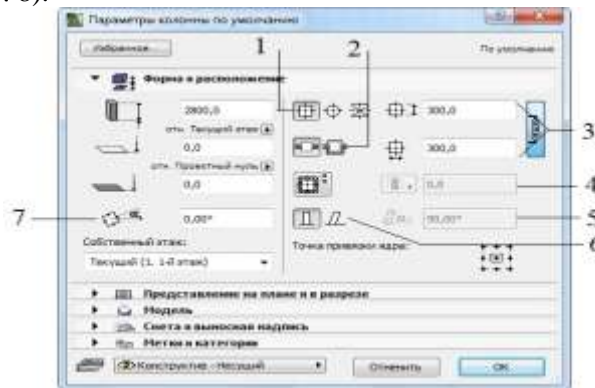 Параметры колонны по умолчанию
Избранное...
По умолчанию
1
2
3
4
5
6
7
Форма и расположение
2800,0
отн. Текущий этаж
0,0
отн. Проектный нуль
0,0
0,00°
Собственный этаж:
Текущий (1. 1-й этаж)
300,0
300,0
0,0
90,00°
Точка привязки ядра:
Представление на плане и в разрезе
Модель
Смета и выносная надпись
Метки и категории
Конструктив - Несущий
Отменить
OK